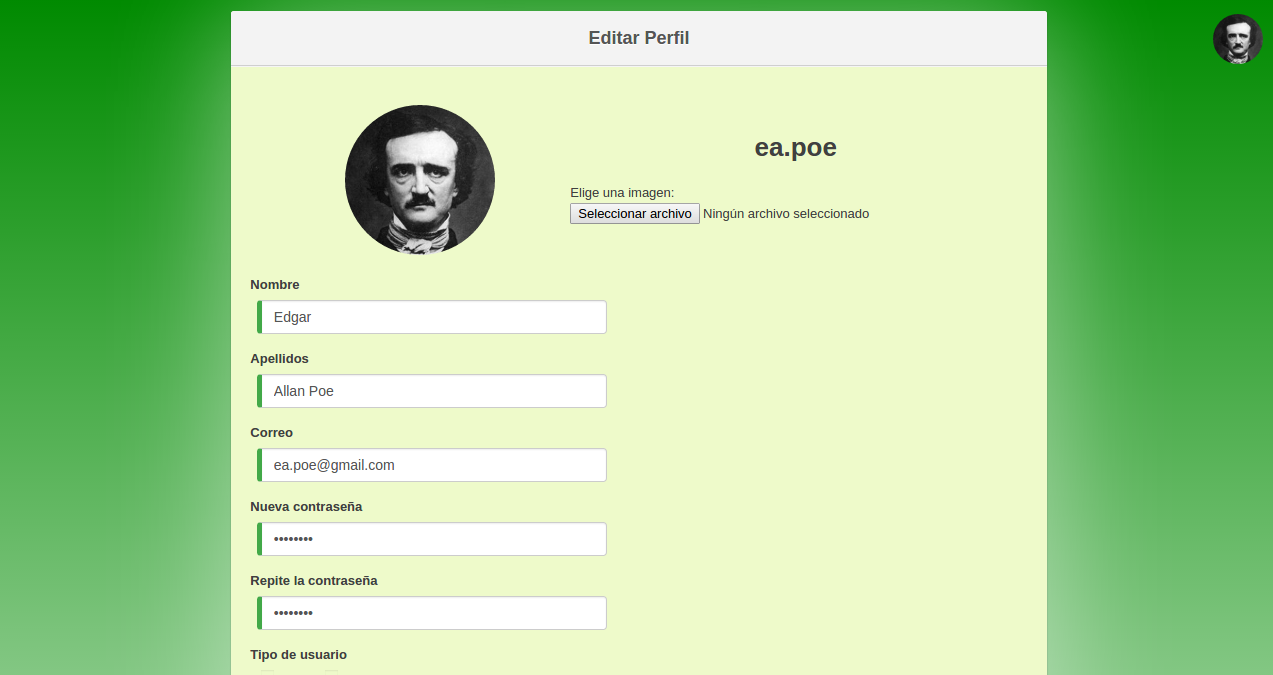 Editar Perfil
ea.poe
Elige una imagen:
Seleccionar archivo Ningún archivo seleccionado
Nombre
Edgar
Apellidos
Allan Poe
Correo
ea.poe@gmail.com
Nueva contraseña
••••••••
Repite la contraseña
••••••••
Tipo de usuario